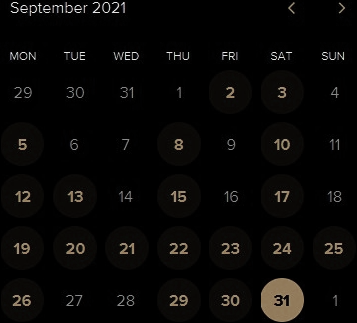 September 2021
MON TUE WED THU FRI SAT SUN
29 30 31 1 2 3 4
5 6 7 8 9 10 11
12 13 14 15 16 17 18
19 20 21 22 23 24 25
26 27 28 29 30 31 1